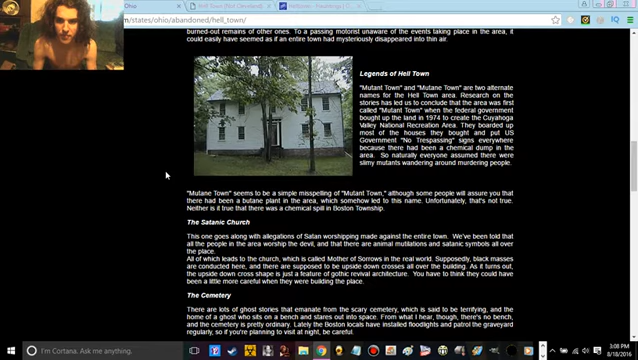 Ohio
Hell Town (Not Cleveland)
m/states/ohio/abandoned/hell_town/
burned-out remains of other ones. To a passing motorist unaware of the events taking place in the area, it
could easily have seemed as if an entire town had mysteriously disappeared into thin air.
Legends of Hell Town
"Mutant Town" and "Mutane Town" are two alternate
names for the Hell Town area. Research on the
stories has led us to conclude that the area was first
called "Mutant Town" when the federal government
bought up the land in 1974 to create the Cuyahoga
Valley National Recreation Area. They boarded up
most of the houses they bought and put US
Government "No Trespassing" signs everywhere
because there had been a chemical dump in the
area. So naturally everyone assumed there were
slimy mutants wandering around murdering people.
"Mutane Town" seems to be a simple misspelling of "Mutant Town," although some people will assure you that
there had been a butane plant in the area, which somehow led to this name. Unfortunately, that's not true.
Neither is it true that there was a chemical spill in Boston Township.
The Satanic Church
This one goes along with allegations of Satan worshipping made against the entire town. We've been told that
all the people in the area worship the devil, and that there are animal mutilations and satanic symbols all over
the place.
All of which leads to the church, which is called Mother of Sorrows in the real world. Supposedly, black masses
are conducted here, and there are supposed to be upside down crosses all over the building. As it turns out,
the upside down cross shape is just a feature of gothic revival architecture. You have to think they could have
been a little more careful when they were building the place.
The Cemetery
There are lots of ghost stories that emanate from the scary cemetery, which is said to be terrifying, and the
home of a ghost who sits on a bench and stares out into space. From what I hear, though, there's no bench,
and the cemetery is pretty ordinary. Lately the Boston locals have installed floodlights and patrol the graveyard
regularly, so if you're planning to visit at night, be careful.
I'm Cortana. Ask me anything.
3:08 PM
8/18/2016